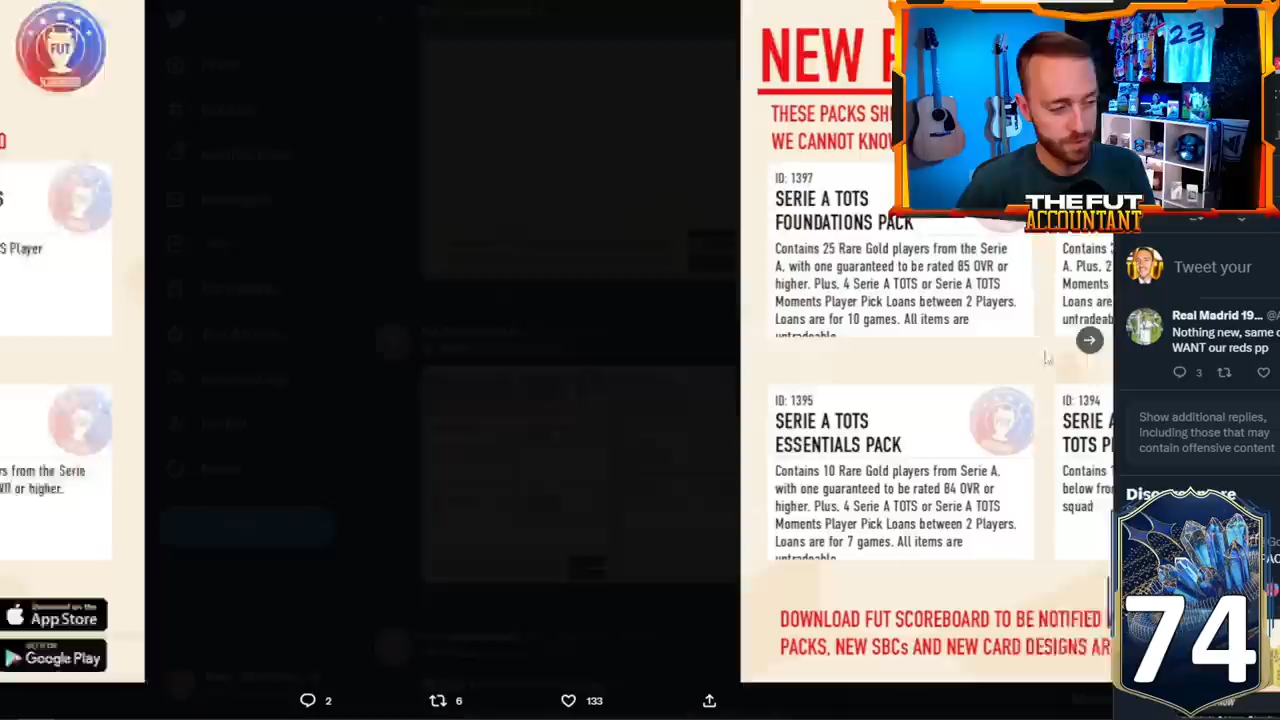 FUT
S Player
rs from the Serie
or higher.
Download on the
App Store
GET IT ON
Google Play
NEW P
THESE PACKS SH
WE CANNOT KNOW
ID: 1397
SERIE A TOTS
FOUNDATIONS PACK
Contains 25 Rare Gold players from the Serie
A, with one guaranteed to be rated 85 OVR or
higher. Plus, 4 Serie A TOTS or Serie A TOTS
Moments Player Pick Loans between 2 Players.
Loans are for 10 games. All items are
untradeable
A. Plus, 2
Moments
Loans are
untradeab
ID: 1395
SERIE A TOTS
ESSENTIALS PACK
Contains 10 Rare Gold players from Serie A,
with one guaranteed to be rated 84 OVR or
higher. Plus, 4 Serie A TOTS or Serie A TOTS
Moments Player Pick Loans between 2 Players.
Loans are for 7 games. All items are
untradeable
ID: 1394
SERIE A
TOTS P
Contains 1
below from
squad
DOWNLOAD FUT SCOREBOARD TO BE NOTIFIED
PACKS, NEW SBCs AND NEW CARD DESIGNS AR
2
6
133
23
THE FUT
ACCOUNTANT
Tweet your
Real Madrid 19...
Nothing new, same
WANT our reds pp
3
Show additional replies,
including those that may
contain offensive content
74